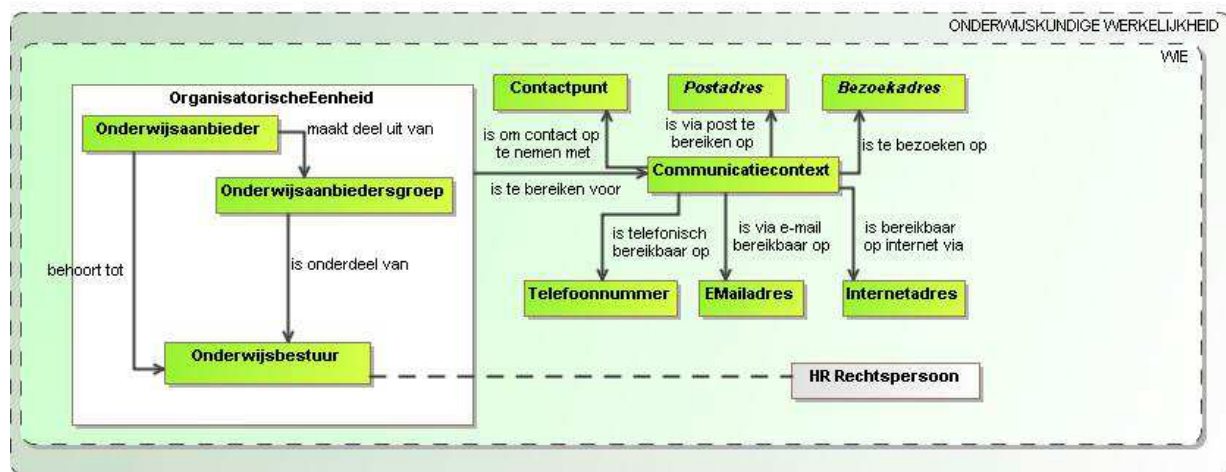 ONDERWIJSKUNDIGE WERKELIJKHEID
WIE
OrganisatorischeEenheid
Onderwijsaanbieder
maakt deel uit van
Onderwijsaanbiedersgroep
behoort tot
is onderdeel van
Onderwijsbestuur
Contactpunt
Postadres
Bezoekadres
is om contact op
te nemen met
is via post te
bereiken op
is te bezoeken op
Communicatiecontext
is te bereiken voor
is telefonisch
bereikbaar op
is via e-mail
bereikbaar op
is bereikbaar
op internet via
Telefoonnummer
EMailadres
Internetadres
HR Rechtspersoon